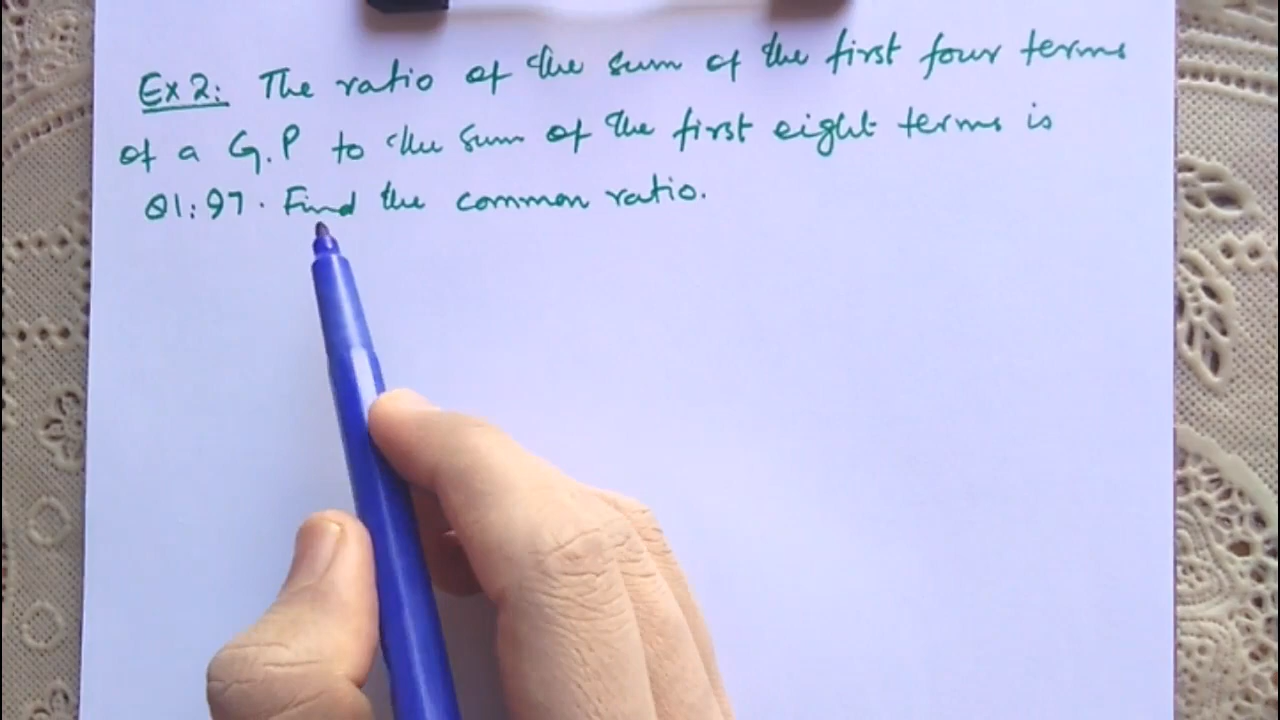 Ex 2: The ratio of the sum of the first four terms
of a G.P to the sum of the first eight terms is
81:97. Find the common ratio.